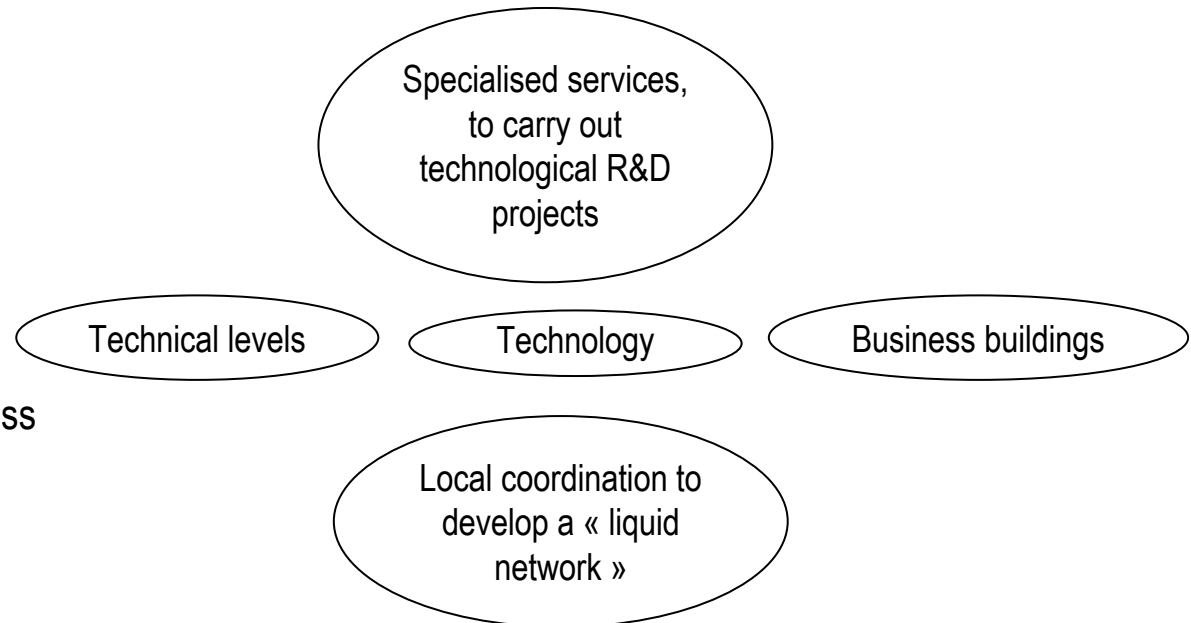 Specialised services,
to carry out
technological R&D
projects
Technical levels
Technology
Business buildings
ss
Local coordination to
develop a « liquid
network »